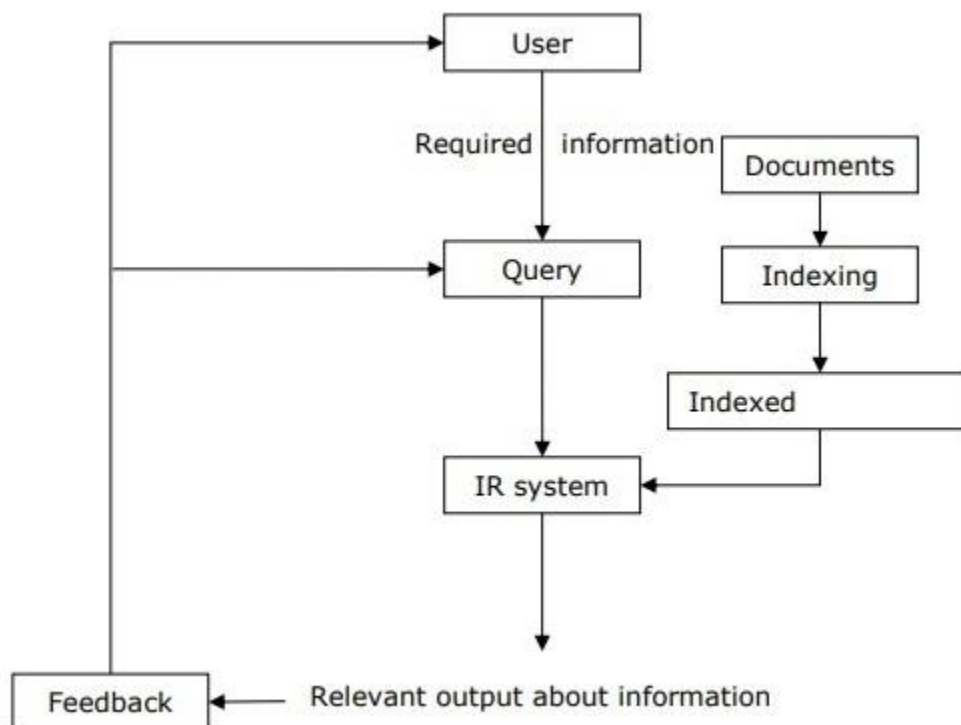 User
Required information
Documents
Query
Indexing
Indexed
IR system
Feedback
Relevant output about information